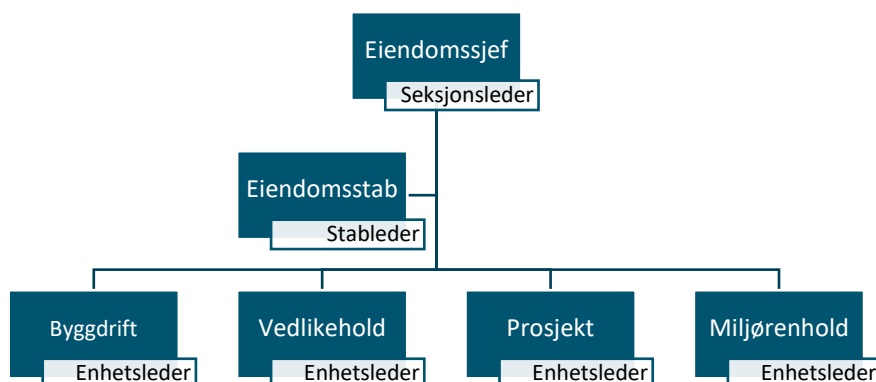 Eiendomssjef
Seksjonsleder
Eiendomsstab
Stableder
Byggdrift
Enhetsleder
Vedlikehold
Enhetsleder
Prosjekt
Enhetsleder
Miljørenhold
Enhetsleder